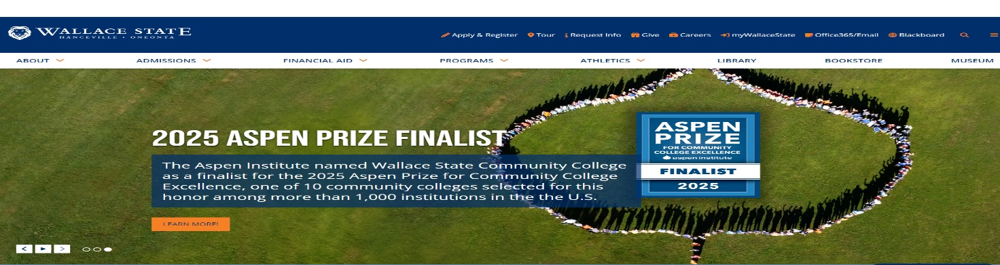 WALLACE STATE
HANCEVILLE • ONEONTA
Apply & Register Tour Request Info Give Careers myWallaceState Office365/Email Blackboard
ABOUT ADMISSIONS FINANCIAL AID PROGRAMS ATHLETICS LIBRARY BOOKSTORE MUSEUM
2025 ASPEN PRIZE FINALIST
The Aspen Institute named Wallace State Community College
as a finalist for the 2025 Aspen Prize for Community College
Excellence, one of 10 community colleges selected for this
honor among more than 1,000 institutions in the the U.S.
LEARN MORE!
ASPEN
PRIZE
FOR COMMUNITY
COLLEGE EXCELLENCE
aspen institute
FINALIST
2025